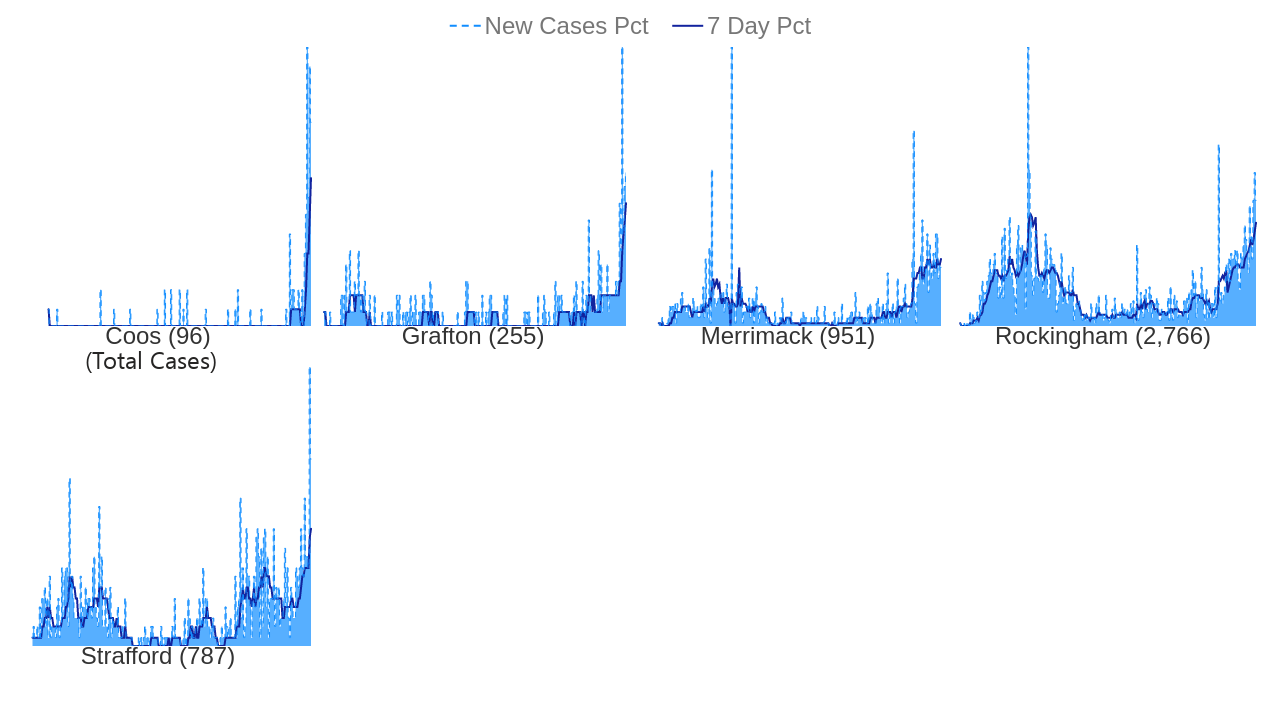 New Cases Pct 7 Day Pct
Coos (96) Grafton (255) Merrimack (951) Rockingham (2,766)
(Total Cases)
Strafford (787)